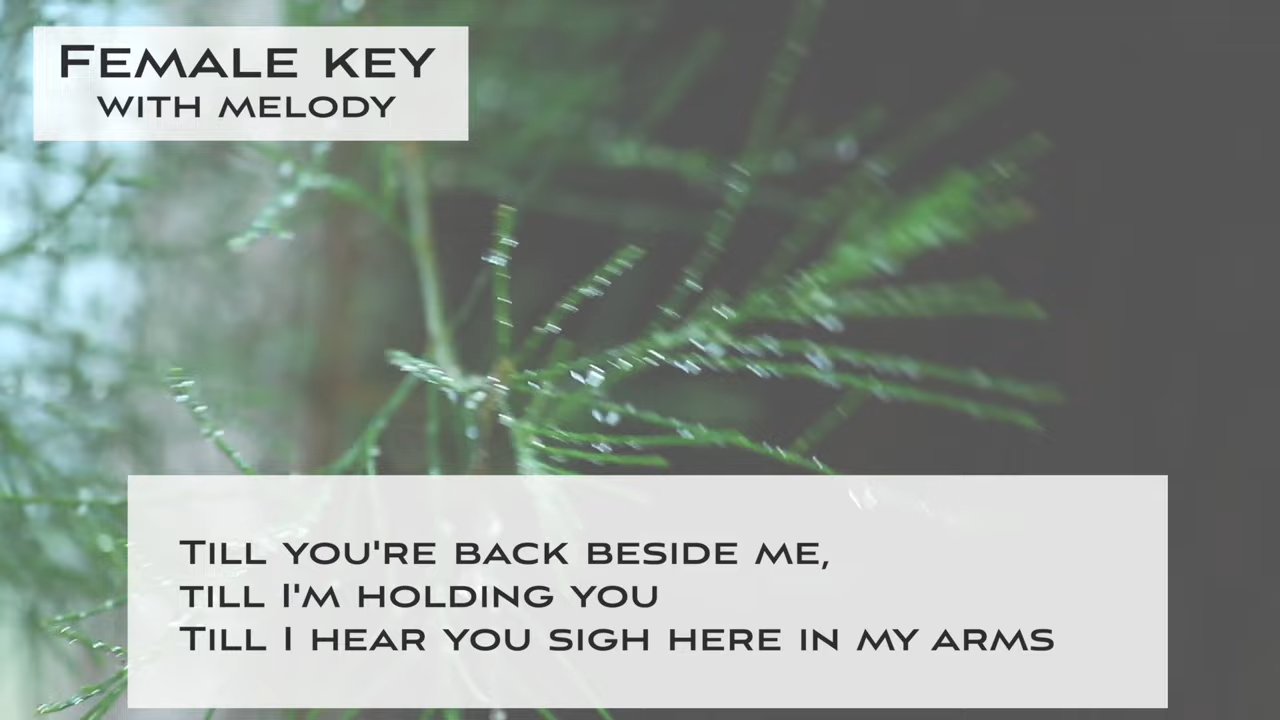 Female key
with melody
Till you're back beside me,
till I'm holding you
Till I hear you sigh here in my arms